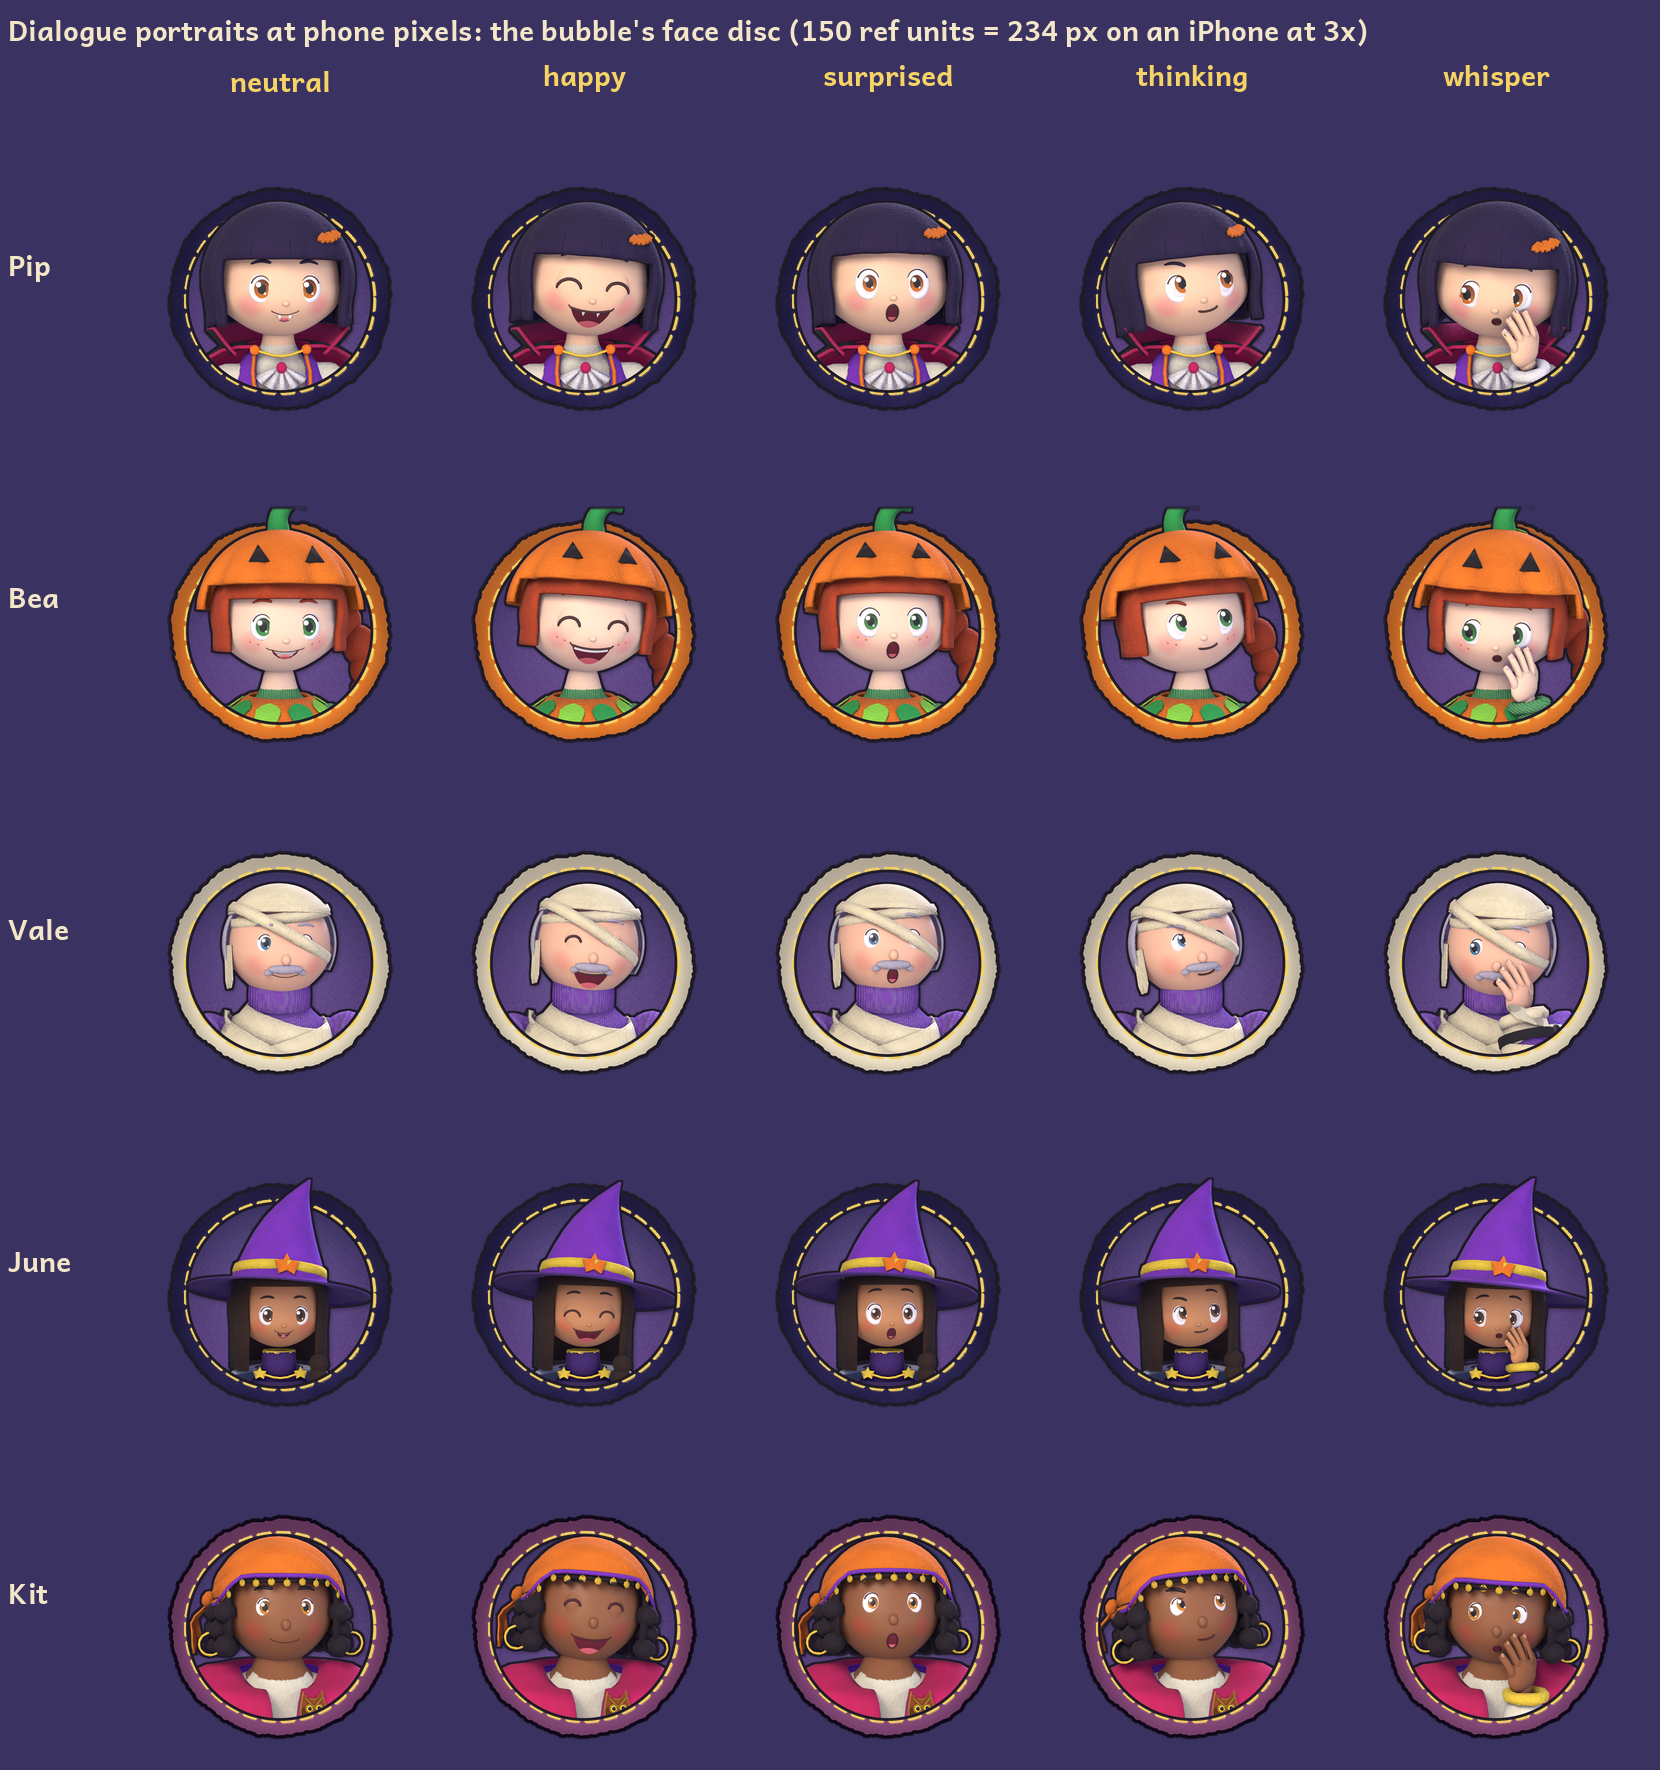 Dialogue portraits at phone pixels: the bubble's face disc (150 ref units = 234 px on an iPhone at 3x)
neutral happy surprised thinking whisper
Pip
Bea
Vale
June
Kit